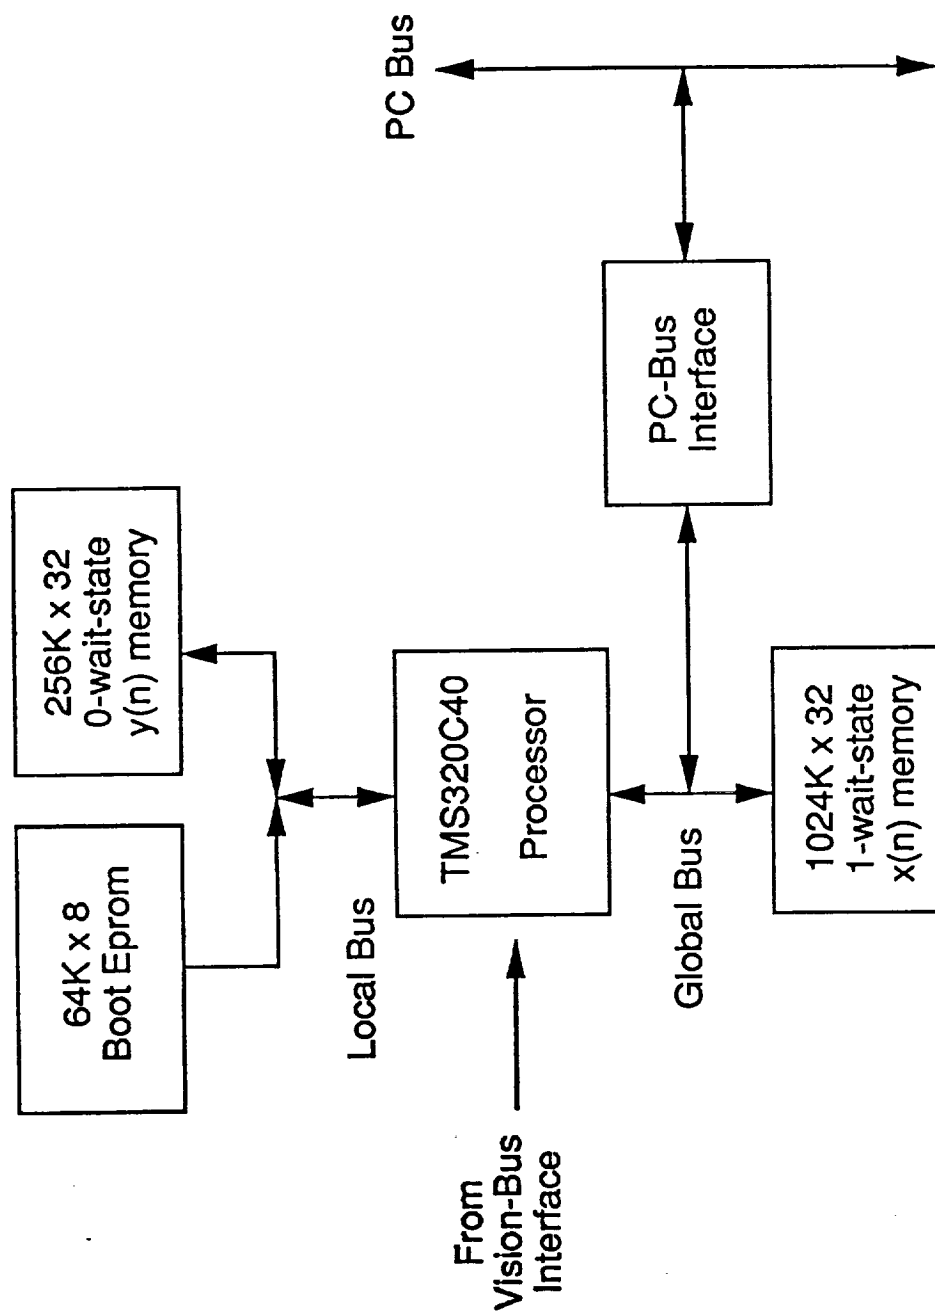 64K x 8
Boot Eprom
256K x 32
0-wait-state
y(n) memory
Local Bus
From
Vision-Bus
Interface
TMS320C40
Processor
Global Bus
1024K x 32
1-wait-state
x(n) memory
PC-Bus
Interface
PC Bus